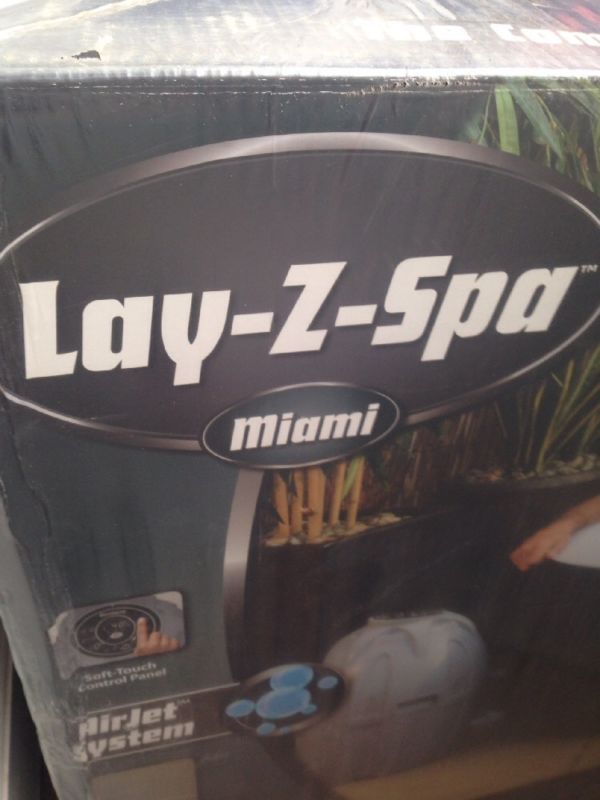 Lay-Z-Spa™
Miami
Soft-Touch
Control Panel
AirJet™
System